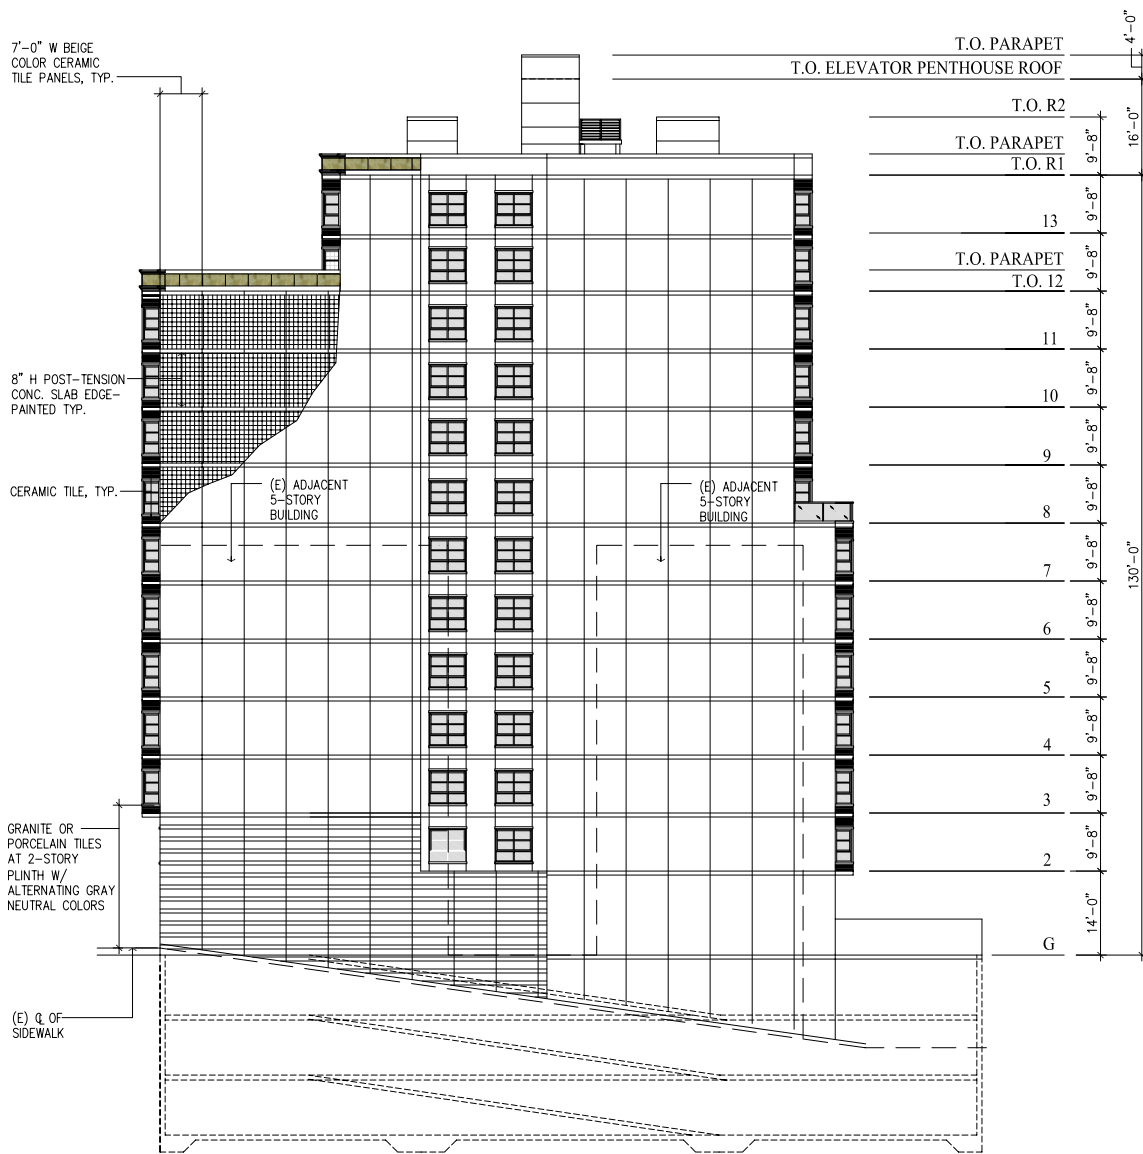 7'-0" W BEIGE
COLOR CERAMIC
TILE PANELS, TYP.
8" H POST-TENSION
CONC. SLAB EDGE-
PAINTED TYP.
CERAMIC TILE, TYP.
GRANITE OR
PORCELAIN TILES
AT 2-STORY
PLINTH W/
ALTERNATING GRAY
NEUTRAL COLORS
(E) ℄ OF
SIDEWALK
(E) ADJACENT
5-STORY
BUILDING
(E) ADJACENT
5-STORY
BUILDING
T.O. PARAPET
T.O. ELEVATOR PENTHOUSE ROOF
T.O. R2
T.O. PARAPET
T.O. R1
13
T.O. PARAPET
T.O. 12
11
10
9
8
7
6
5
4
3
2
G
9'-8"
9'-8"
9'-8"
9'-8"
9'-8"
9'-8"
9'-8"
9'-8"
9'-8"
9'-8"
9'-8"
9'-8"
9'-8"
14'-0"
4'-0"
16'-0"
130'-0"